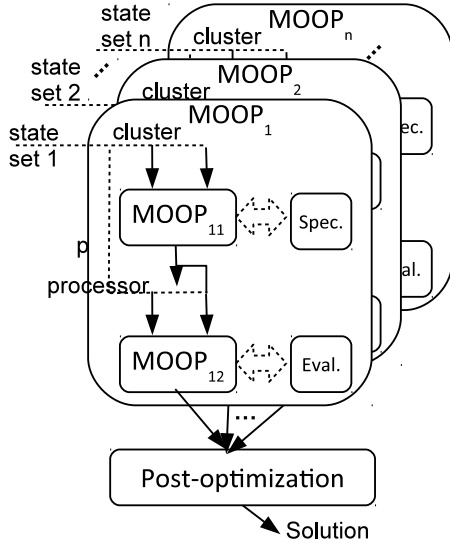 MOOP n
state set n
cluster
MOOP 2
state set 2
cluster
MOOP 1
state set 1
cluster
MOOP 11
Spec.
ec.
p
processor
al.
MOOP 12
Eval.
...
Post-optimization
Solution